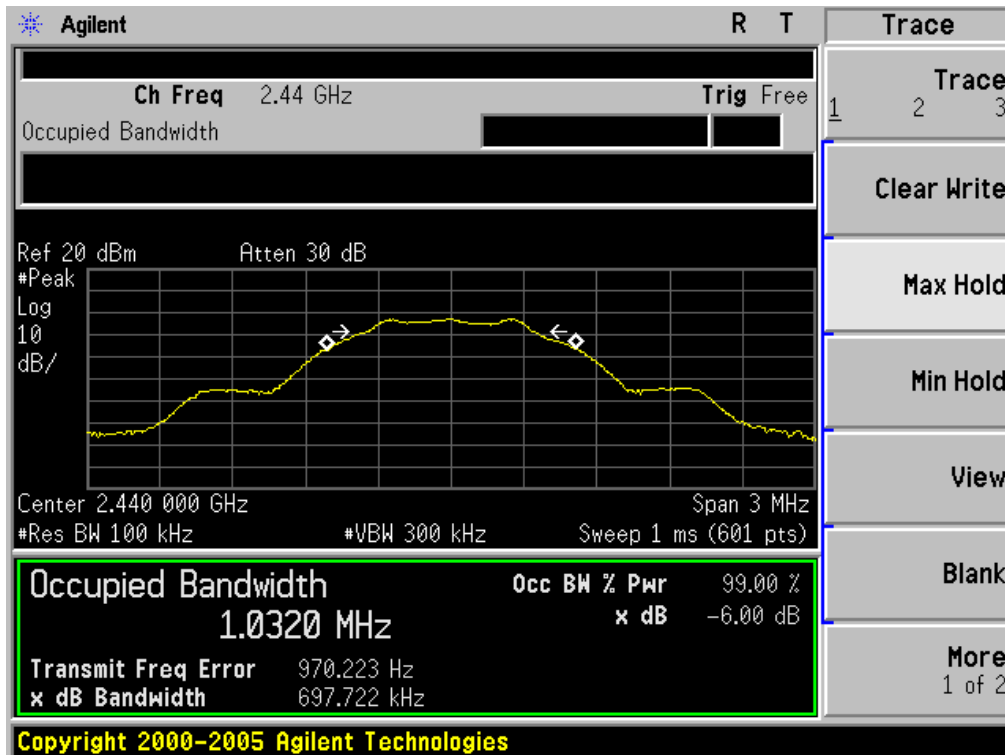 Agilent R T Trace
Ch Freq 2.44 GHz Trig Free
Occupied Bandwidth
Trace
1 2 3
Clear Write
Max Hold
Min Hold
View
Blank
More
1 of 2
Ref 20 dBm Atten 30 dB
#Peak
Log
10
dB/
Center 2.440 000 GHz Span 3 MHz
#Res BW 100 kHz #VBW 300 kHz Sweep 1 ms (601 pts)
Occupied Bandwidth Occ BW % Pwr 99.00 %
1.0320 MHz x dB -6.00 dB
Transmit Freq Error 970.223 Hz
x dB Bandwidth 697.722 kHz
Copyright 2000-2005 Agilent Technologies